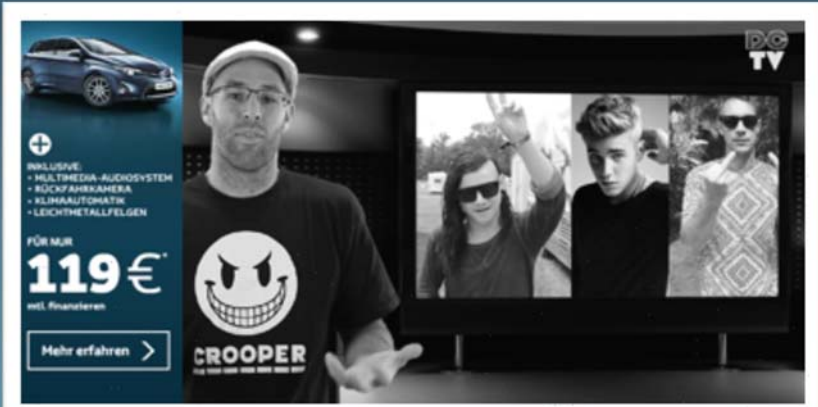 INKLUSIVE:
• MULTIMEDIA-AUDIOSYSTEM
• RÜCKFAHRKAMERA
• KLIMAAUTOMATIK
• LEICHTMETALLFELGEN
FÜR NUR
119 €*
mtl. finanzieren
Mehr erfahren
CROOPER
DC
TV